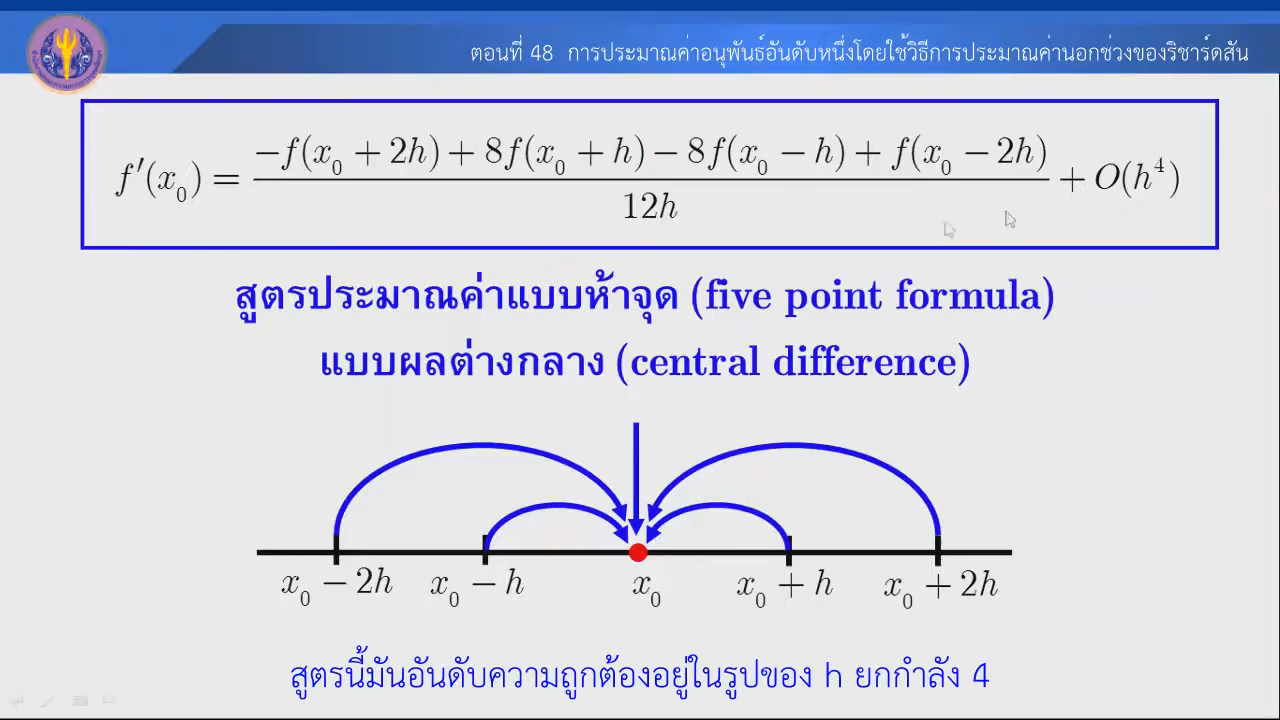 ตอนที่ 48 การประมาณค่าอนุพันธ์อันดับหนึ่งโดยใช้วิธีการประมาณค่านอกช่วงของริชาร์ดสัน
f′(x₀) = (−f(x₀ + 2h) + 8f(x₀ + h) − 8f(x₀ − h) + f(x₀ − 2h)) / 12h + O(h⁴)
สูตรประมาณค่าแบบห้าจุด (five point formula)
แบบผลต่างกลาง (central difference)
x₀ − 2h x₀ − h x₀ x₀ + h x₀ + 2h
สูตรนี้มันอันดับความถูกต้องอยู่ในรูปของ h ยกกำลัง 4